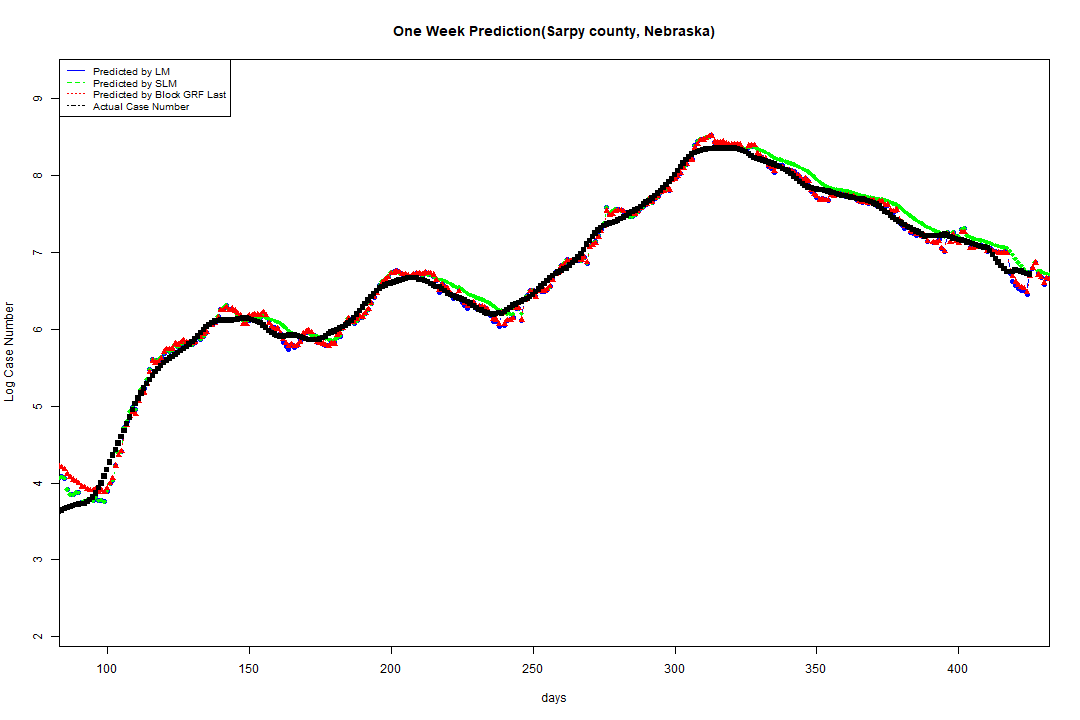 One Week Prediction(Sarpy county, Nebraska)
Predicted by LM
Predicted by SLM
Predicted by Block GRF Last
Actual Case Number
9
8
7
6
5
4
3
2
Log Case Number
100 150 200 250 300 350 400
days